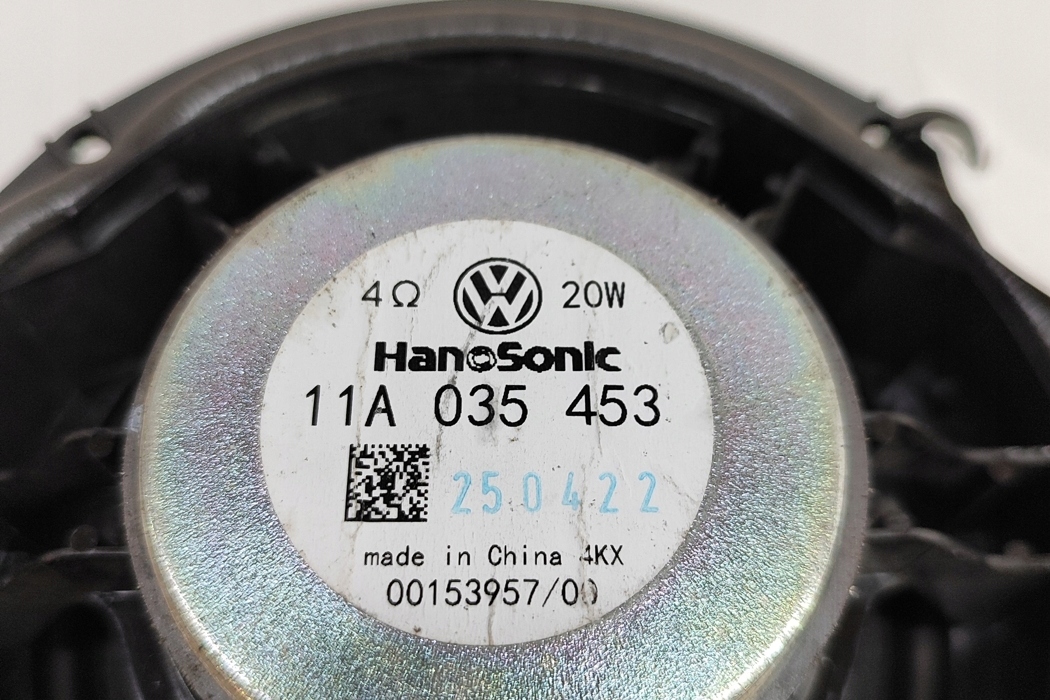 4Ω 20W
HanoSonic
11A 035 453
250422
made in China 4KX
00153957/00